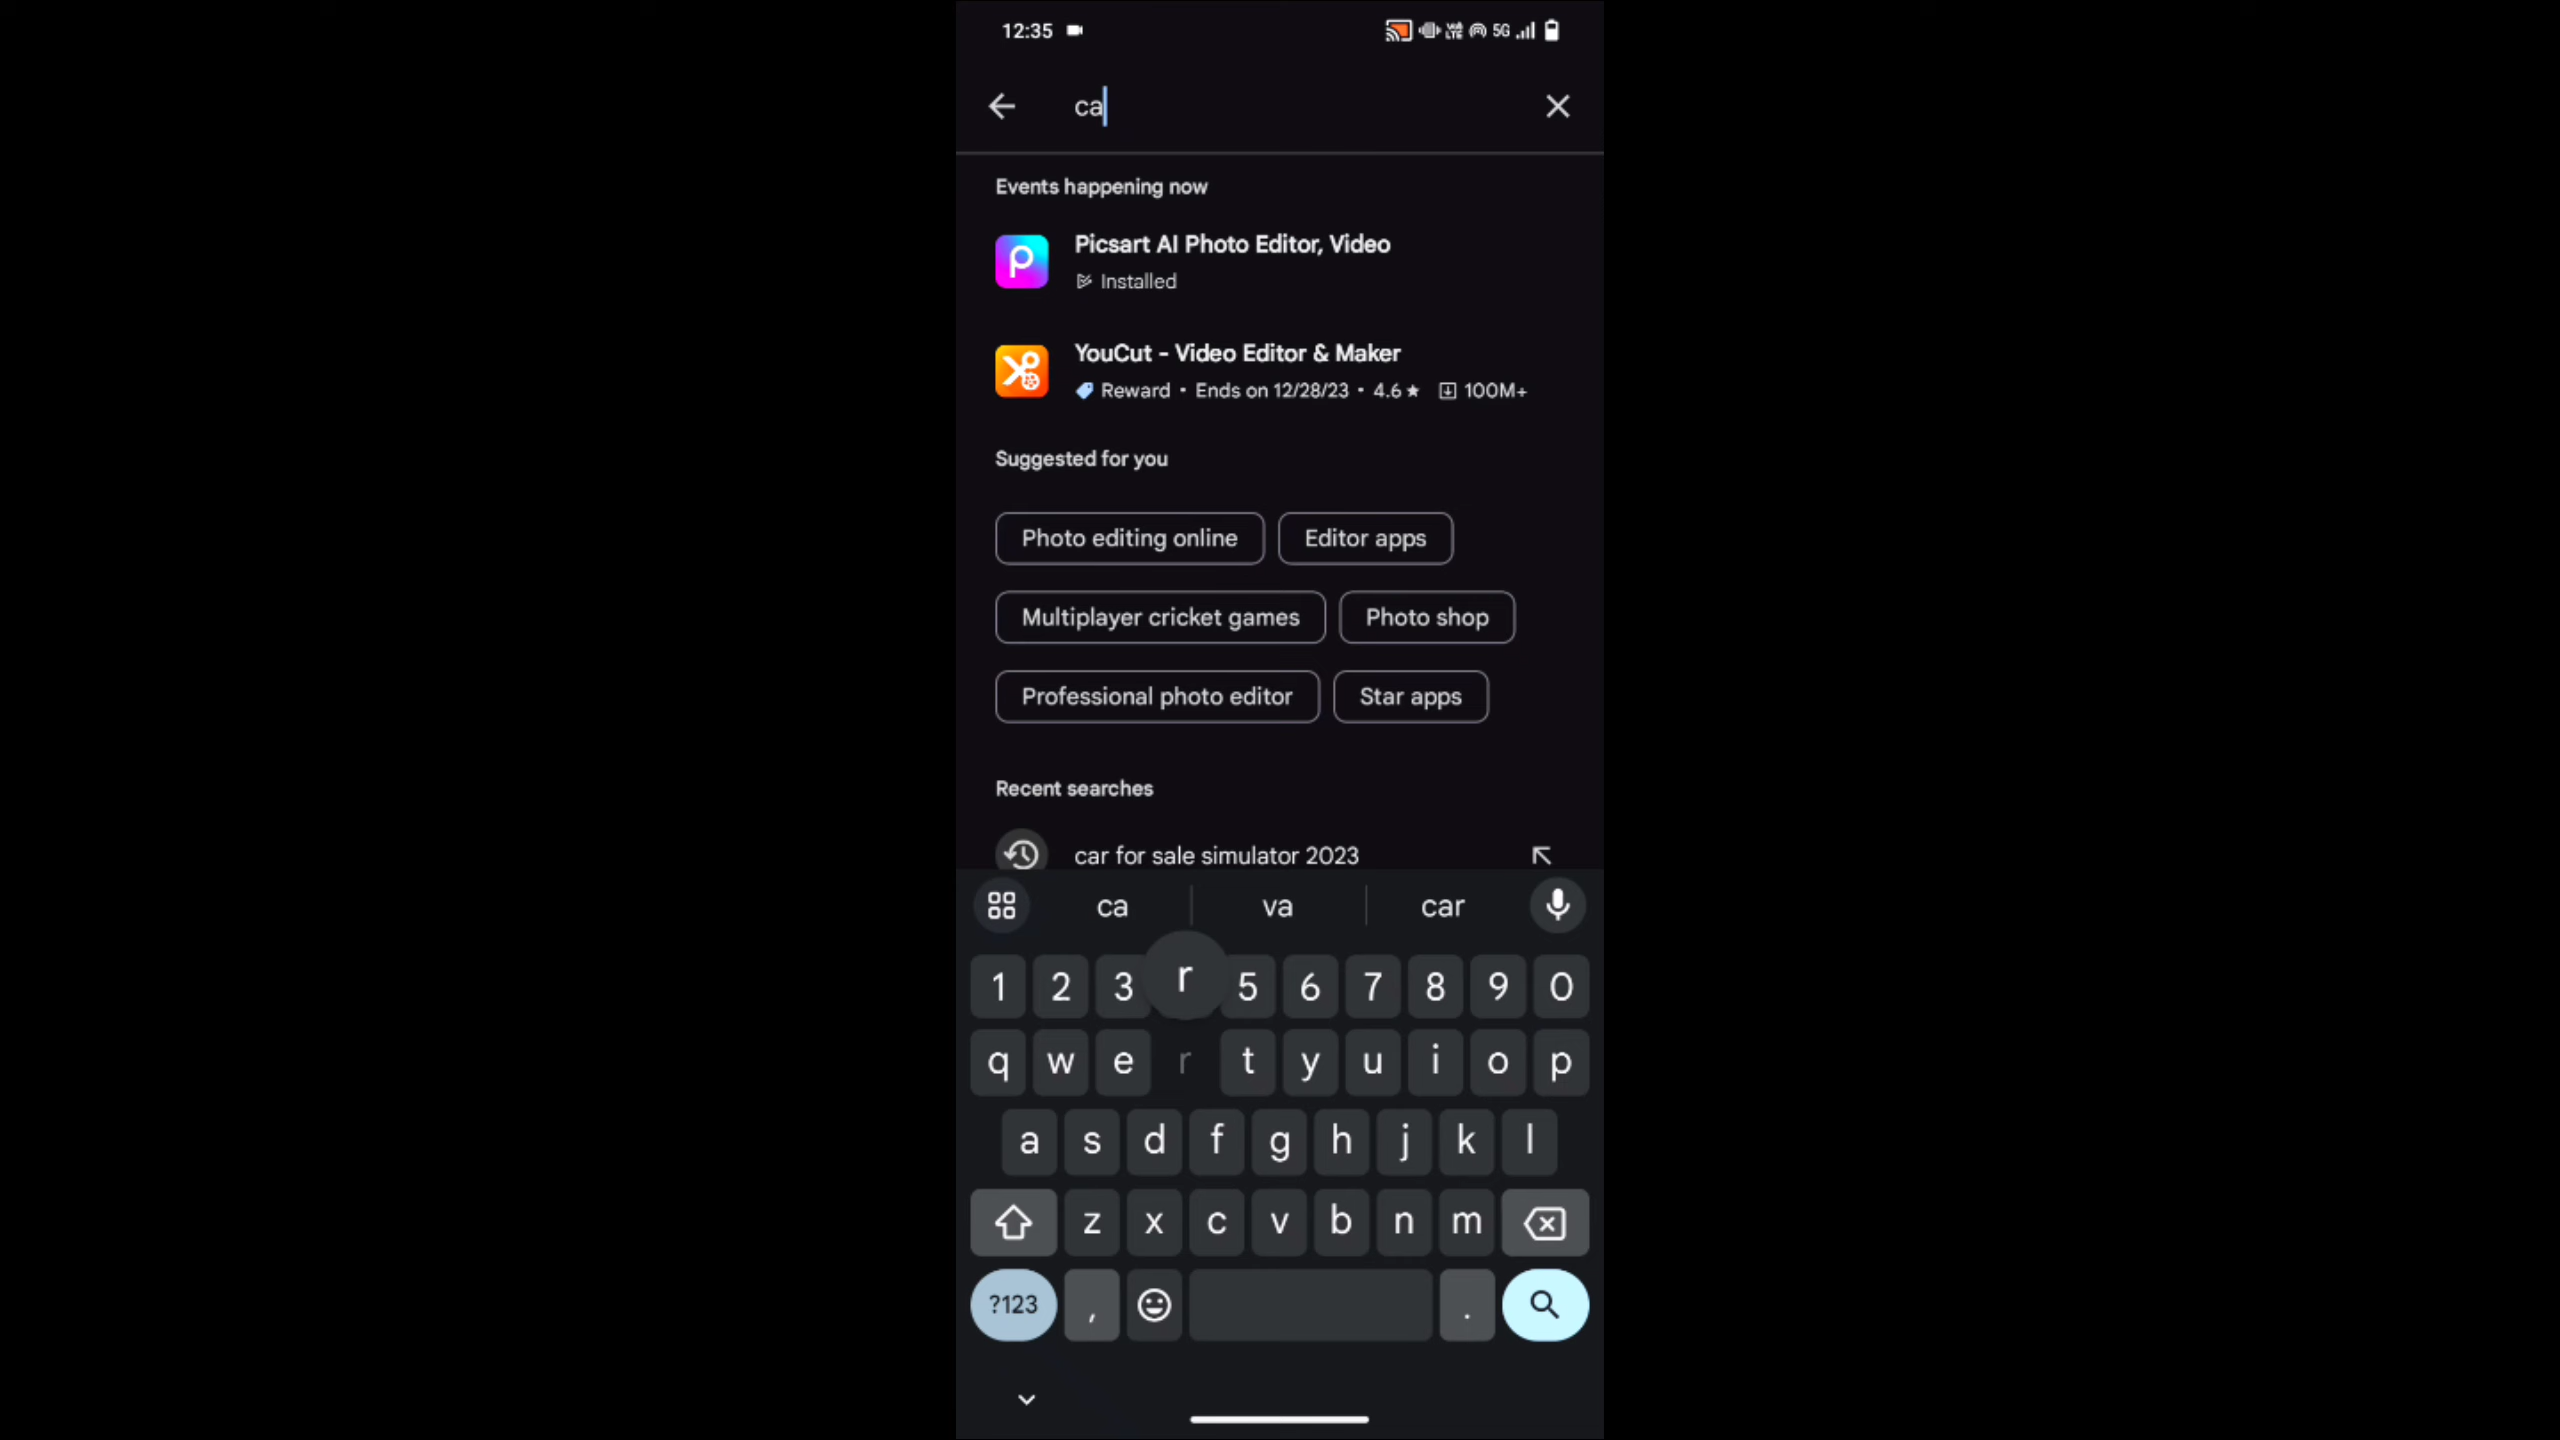 12:35 5G
ca
Events happening now
Picsart AI Photo Editor, Video
Installed
YouCut - Video Editor & Maker
Reward • Ends on 12/28/23 • 4.6 ★ 100M+
Suggested for you
Photo editing online Editor apps
Multiplayer cricket games Photo shop
Professional photo editor Star apps
Recent searches
car for sale simulator 2023
ca va car
1 2 3 r 5 6 7 8 9 0
q w e r t y u i o p
a s d f g h j k l
z x c v b n m
?123 , .